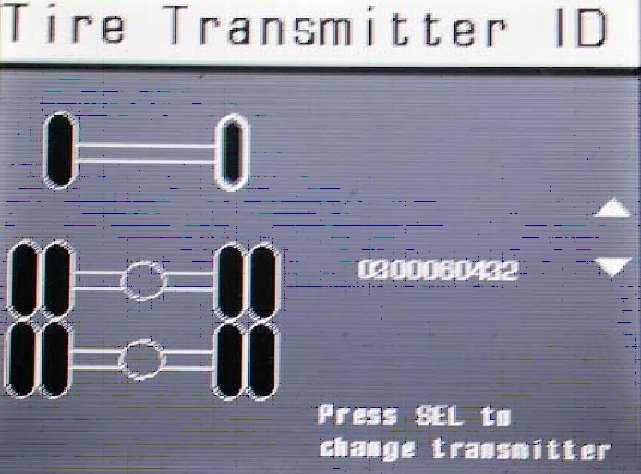 Tire Transmitter ID
0300060432
Press SEL to
change transmitter